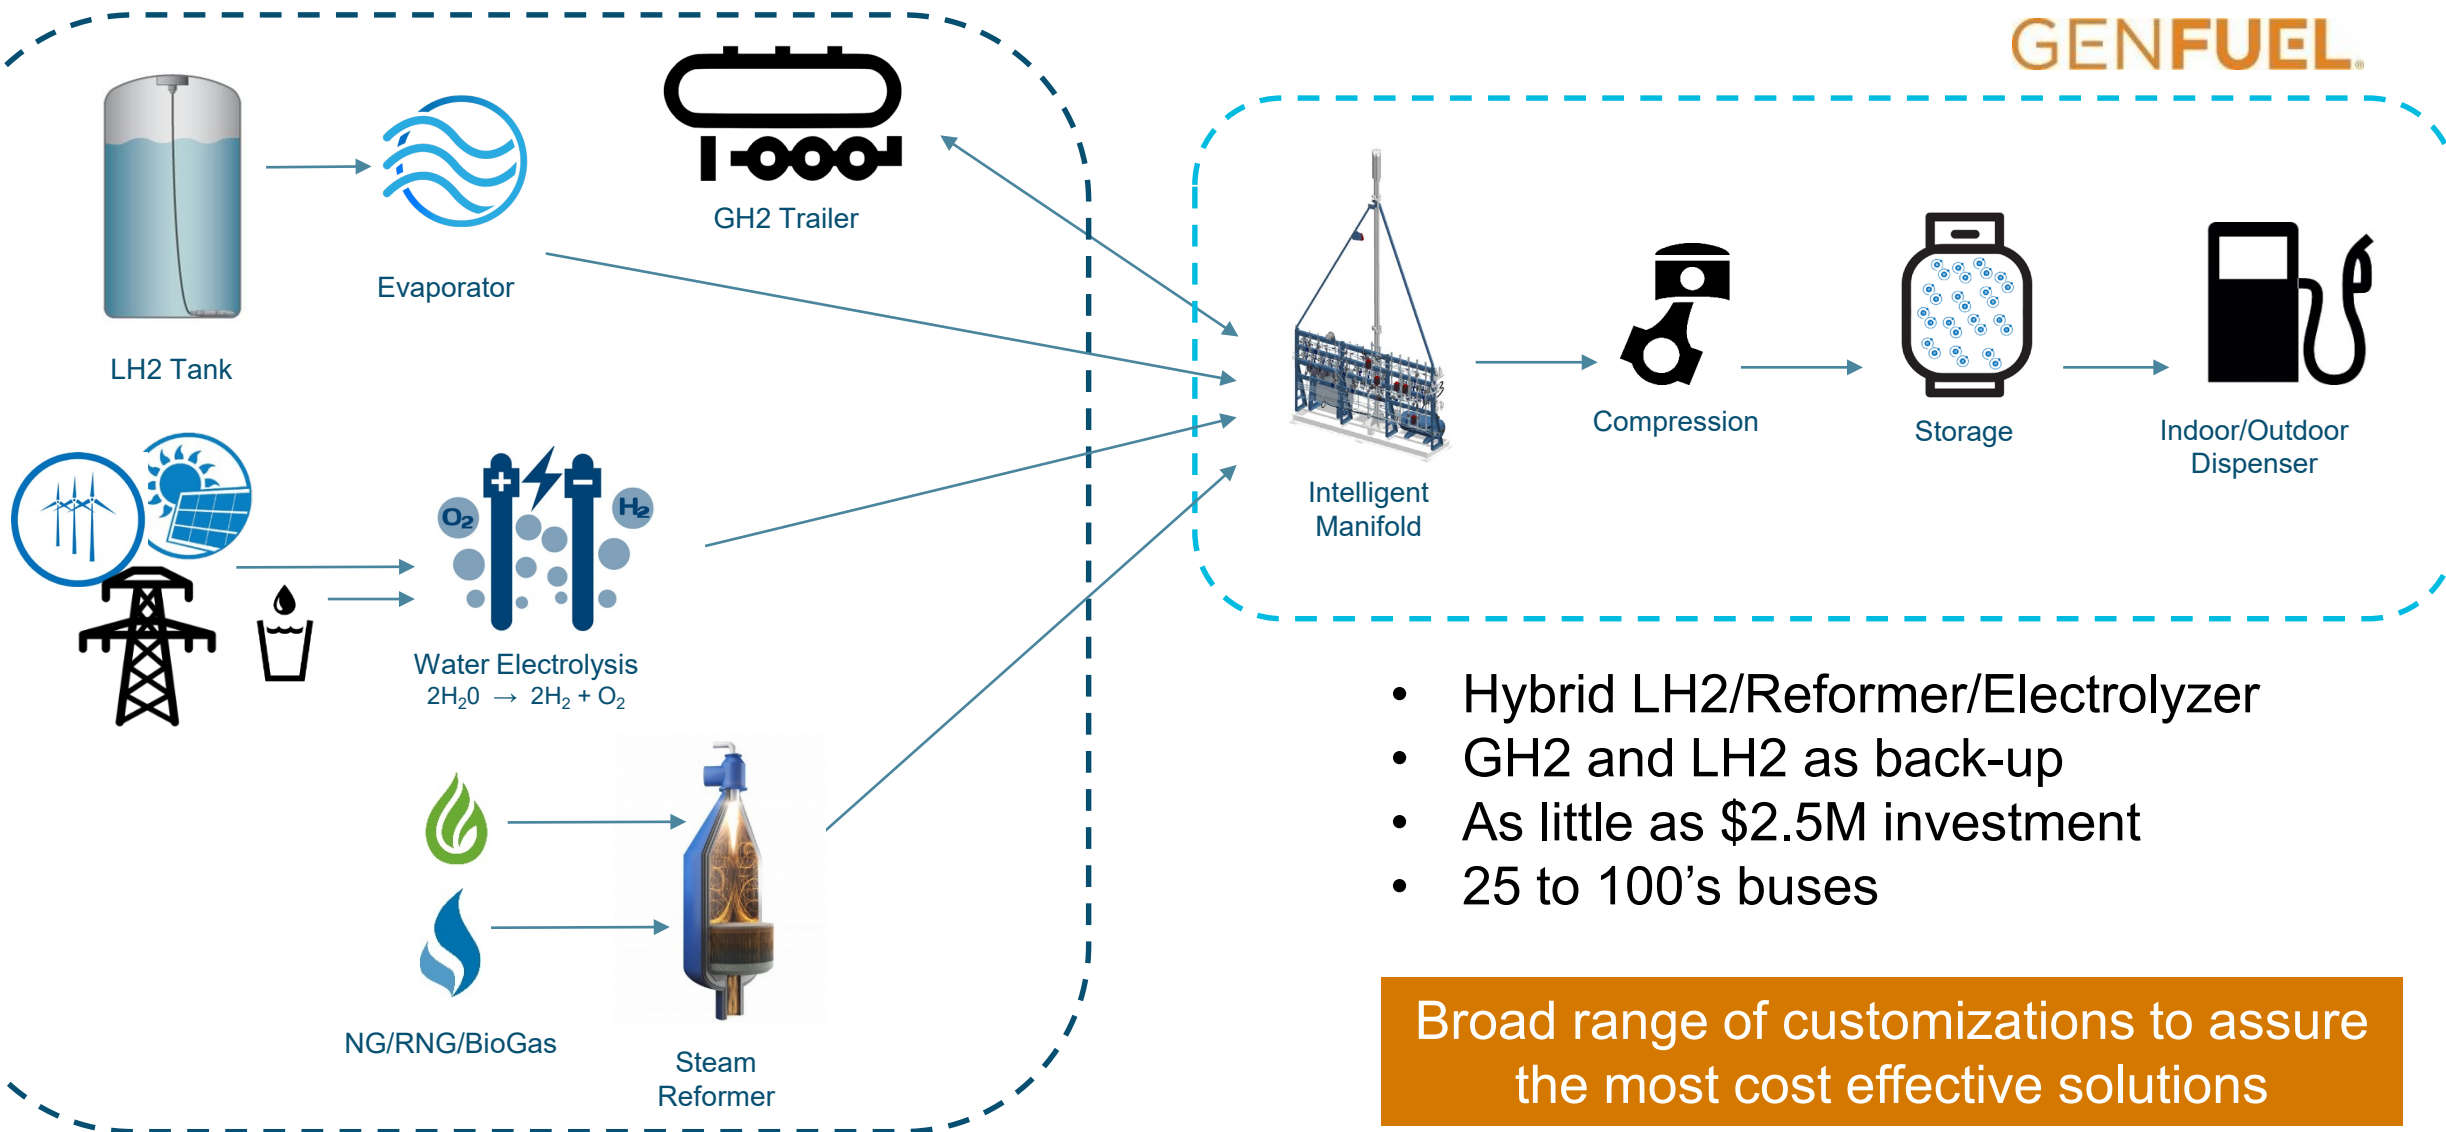 GENFUEL®
LH2 Tank
Evaporator
GH2 Trailer
O₂
H₂
+
−
Water Electrolysis
2H₂0 → 2H₂ + O₂
NG/RNG/BioGas
Steam
Reformer
Intelligent
Manifold
Compression
Storage
Indoor/Outdoor
Dispenser
• Hybrid LH2/Reformer/Electrolyzer
• GH2 and LH2 as back-up
• As little as $2.5M investment
• 25 to 100’s buses
Broad range of customizations to assure
the most cost effective solutions